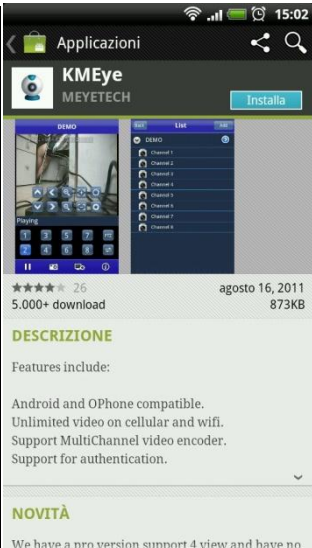 15:02
Applicazioni
KMEye
MEYETECH
Installa
DEMO
Playing
1 3 5 7
2 4 6 8
List
DEMO
Channel 1
Channel 2
Channel 3
Channel 4
Channel 5
Channel 6
Channel 7
Channel 8
26
agosto 16, 2011
5.000+ download
873KB
DESCRIZIONE
Features include:
Android and OPhone compatible.
Unlimited video on cellular and wifi.
Support MultiChannel video encoder.
Support for authentication.
NOVITÀ
We have a pro version support 4 view and have no